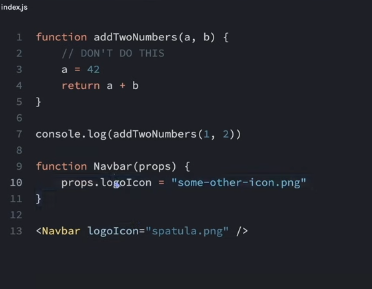 index.js
1 function addTwoNumbers(a, b) {
2     // DON'T DO THIS
3     a = 42
4     return a + b
5 }
6
7 console.log(addTwoNumbers(1, 2))
8
9 function Navbar(props) {
10     props.logoIcon = "some-other-icon.png"
11 }
12
13 <Navbar logoIcon="spatula.png" />